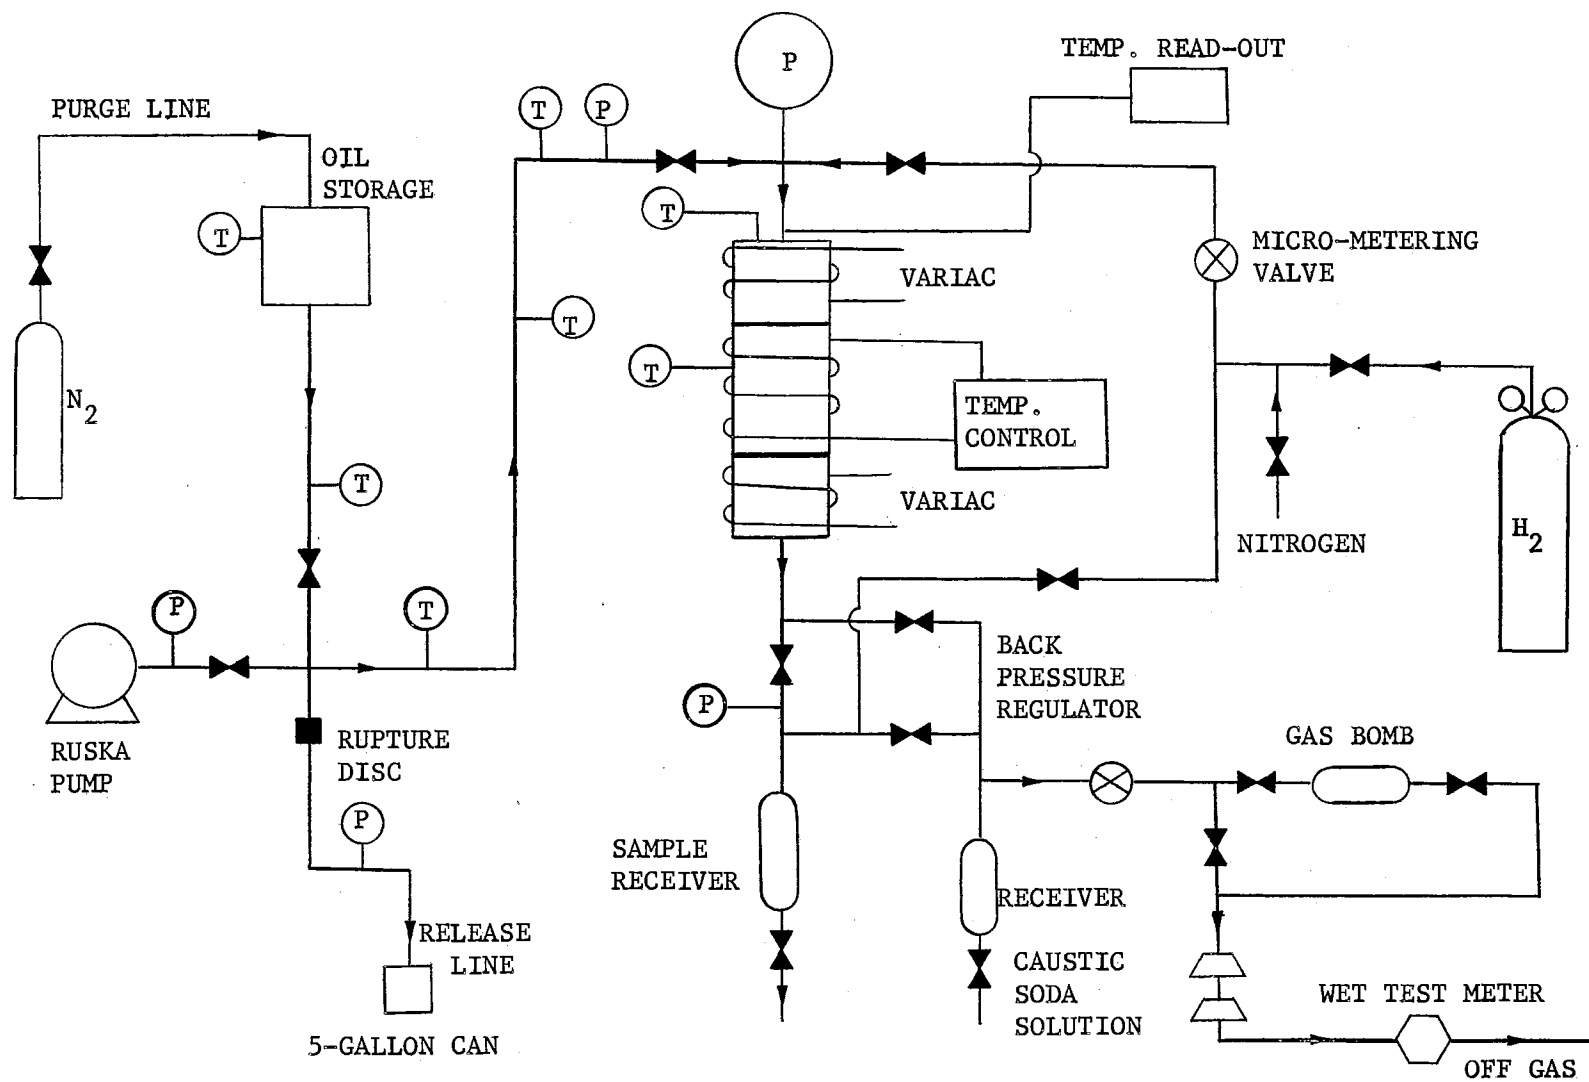 TEMP. READ-OUT
P
PURGE LINE
T
P
OIL
STORAGE
T
T
MICRO-METERING
VALVE
VARIAC
T
T
N2
TEMP.
CONTROL
T
VARIAC
H2
NITROGEN
P
T
BACK
PRESSURE
REGULATOR
P
RUSKA
PUMP
RUPTURE
DISC
GAS BOMB
P
SAMPLE
RECEIVER
RECEIVER
RELEASE
LINE
CAUSTIC
SODA
SOLUTION
WET TEST METER
5-GALLON CAN
OFF GAS